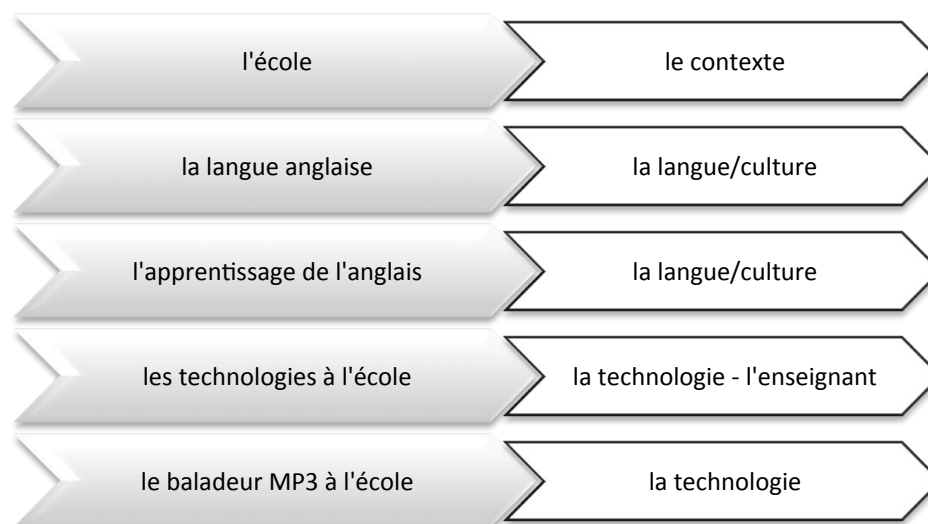 l'école
le contexte
la langue anglaise
la langue/culture
l'apprentissage de l'anglais
la langue/culture
les technologies à l'école
la technologie - l'enseignant
le baladeur MP3 à l'école
la technologie